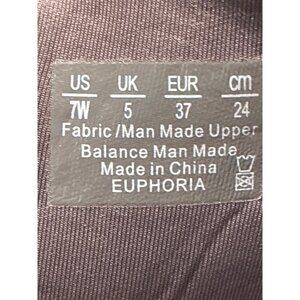 US UK EUR cm
7W 5 37 24
Fabric/Man Made Upper
Balance Man Made
Made in China
EUPHORIA